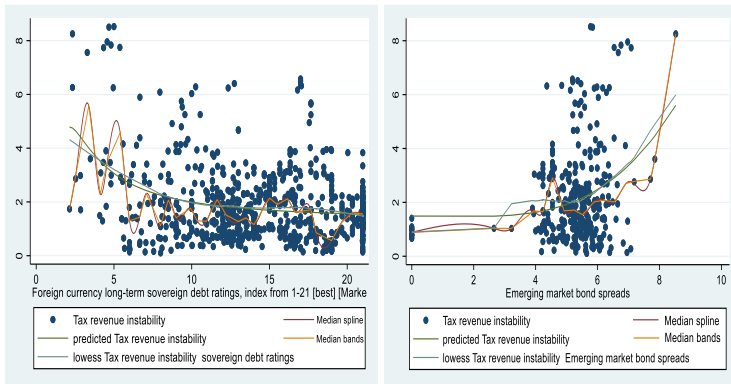 8
6
4
2
0
0 5 10 15 20
Foreign currency long-term sovereign debt ratings, index from 1-21 [best] [Marke
Tax revenue instability Median spline
predicted Tax revenue instability Median bands
lowess Tax revenue instability sovereign debt ratings
8
6
4
2
0
0 2 4 6 8 10
Emerging market bond spreads
Tax revenue instability Median spline
predicted Tax revenue instability Median bands
lowess Tax revenue instability Emerging market bond spreads